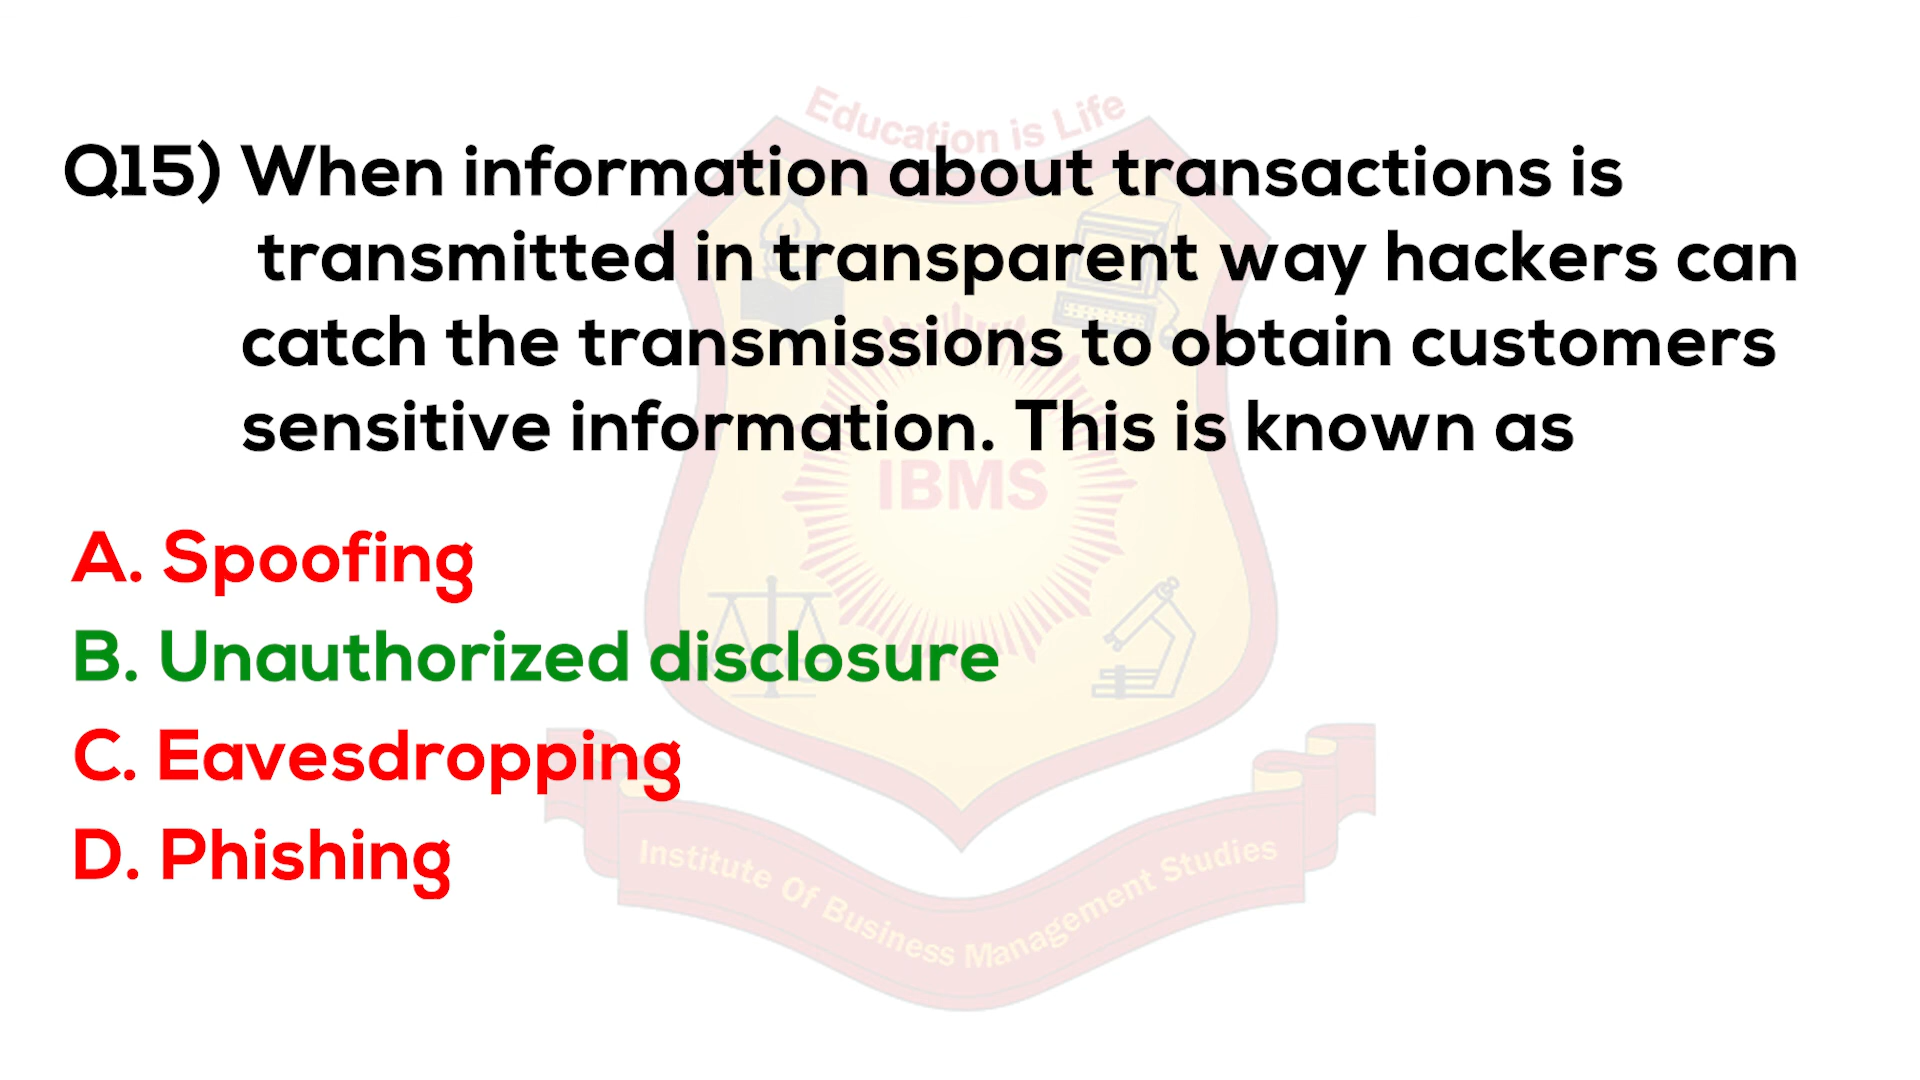 Education is Life
Q15) When information about transactions is
transmitted in transparent way hackers can
catch the transmissions to obtain customers
sensitive information. This is known as
IBMS
A. Spoofing
B. Unauthorized disclosure
C. Eavesdropping
D. Phishing
Institute Of Business Management Studies